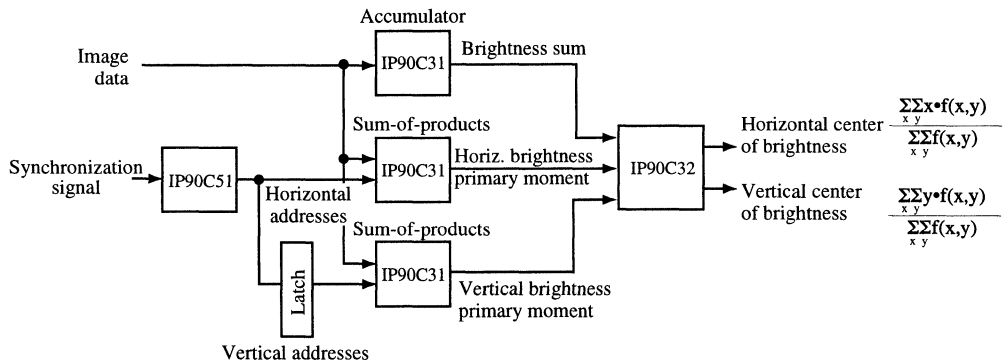 Accumulator
Image
data
IP90C31
Brightness sum
Sum-of-products
IP90C31
Horiz. brightness
primary moment
Synchronization
signal
IP90C51
Horizontal
addresses
Sum-of-products
IP90C31
Vertical brightness
primary moment
Latch
Vertical addresses
IP90C32
Horizontal center
of brightness
ΣΣx•f(x,y)
x y
ΣΣf(x,y)
x y
Vertical center
of brightness
ΣΣy•f(x,y)
x y
ΣΣf(x,y)
x y